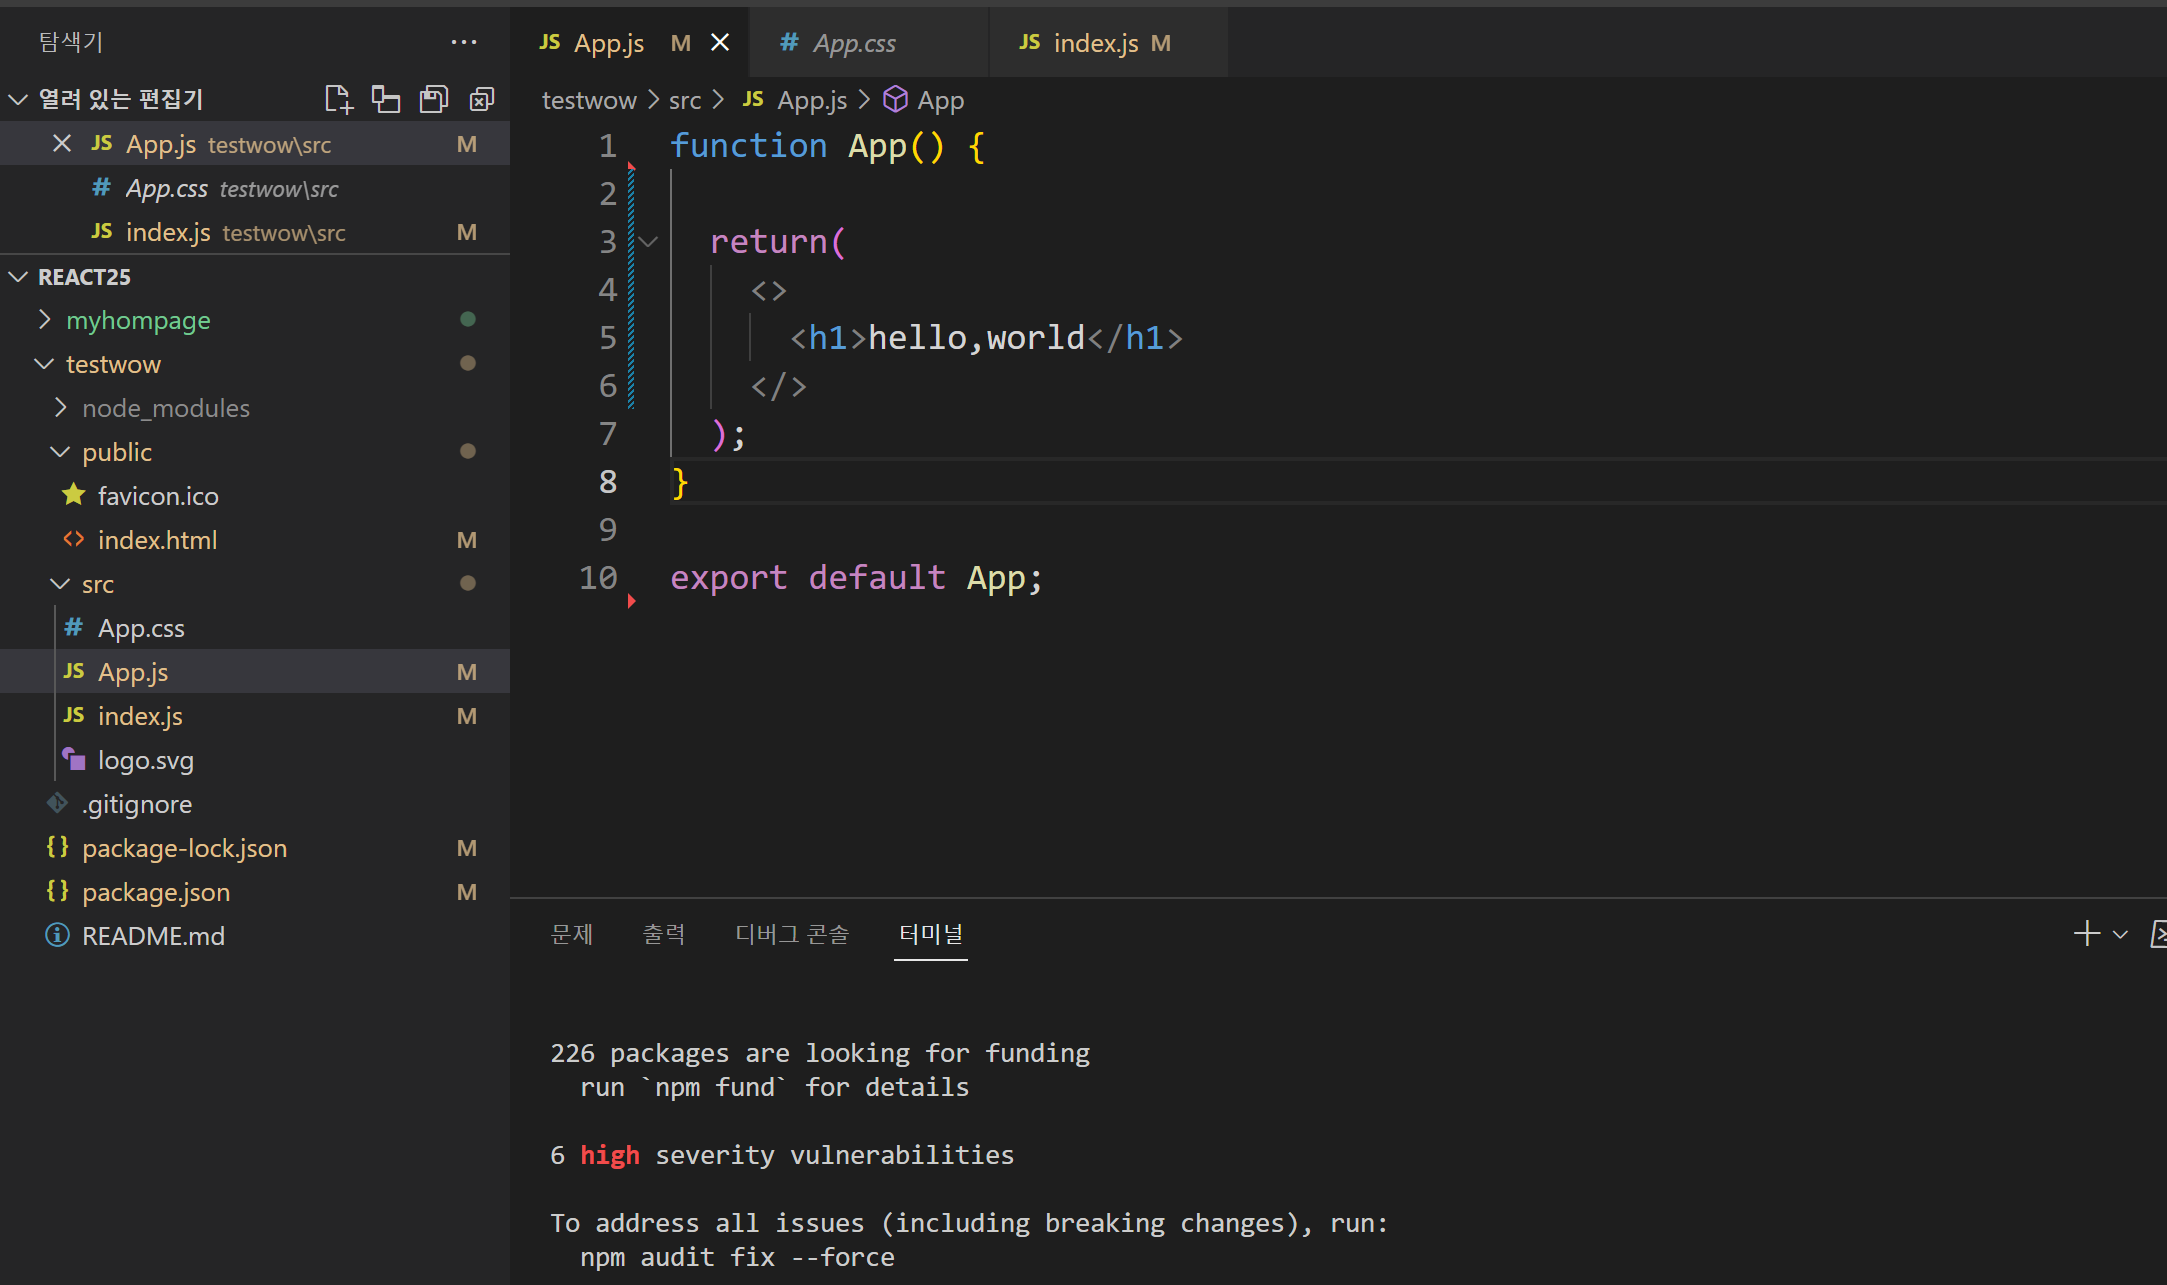 탐색기
열려 있는 편집기
JS App.js testwow\src M
# App.css testwow\src
JS index.js testwow\src M
REACT25
myhompage
testwow
node_modules
public
favicon.ico
<> index.html M
src
# App.css
JS App.js M
JS index.js M
logo.svg
.gitignore
{} package-lock.json M
{} package.json M
README.md
JS App.js M
# App.css
JS index.js M
testwow > src > JS App.js > App
1 function App() {
2
3 return(
4 <>
5 <h1>hello,world</h1>
6 </>
7 );
8 }
9
10 export default App;
문제 출력 디버그 콘솔 터미널
226 packages are looking for funding
run `npm fund` for details
6 high severity vulnerabilities
To address all issues (including breaking changes), run:
npm audit fix --force